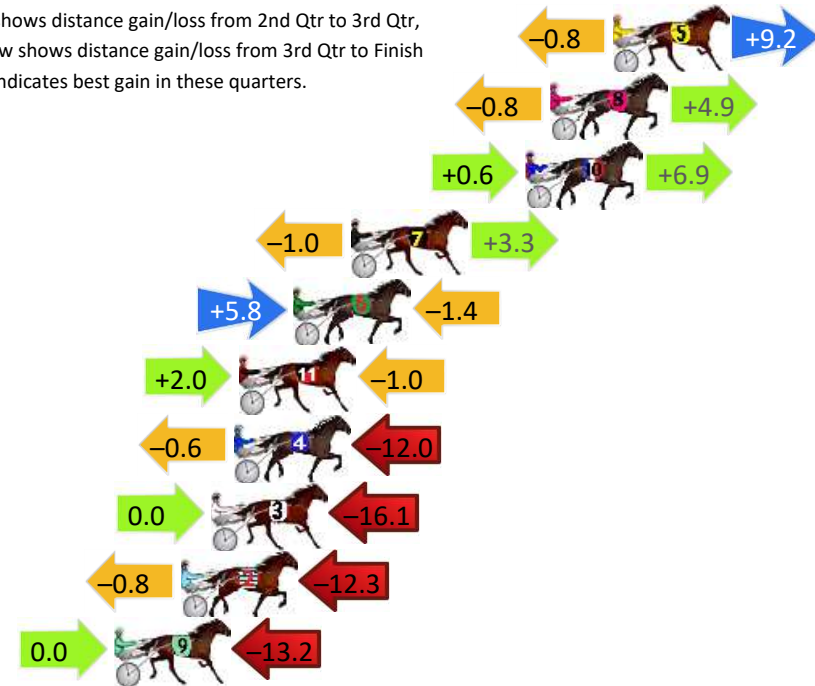 hows distance gain/loss from 2nd Qtr to 3rd Qtr,
w shows distance gain/loss from 3rd Qtr to Finish
ndicates best gain in these quarters.
–0.8 5 +9.2
–0.8 8 +4.9
+0.6 10 +6.9
–1.0 7 +3.3
+5.8 6 –1.4
+2.0 11 –1.0
–0.6 4 –12.0
0.0 3 –16.1
–0.8 –12.3
0.0 9 –13.2